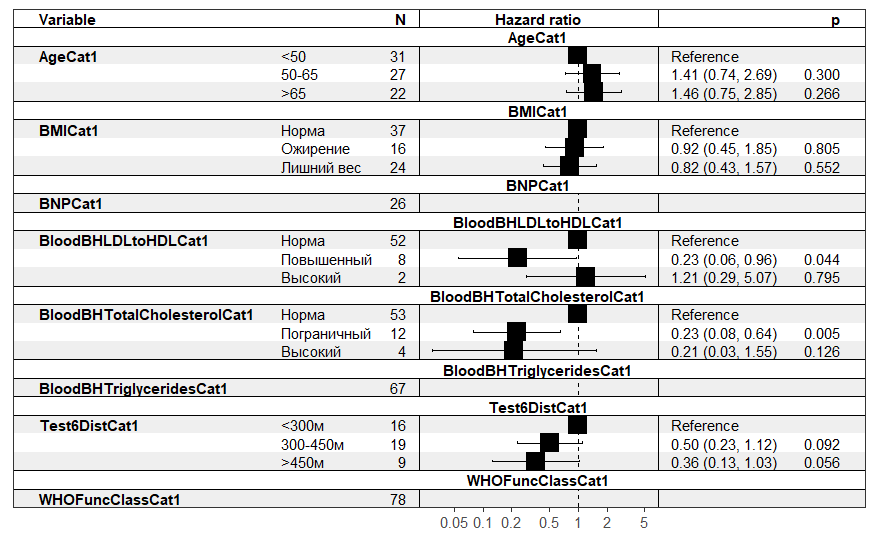 Variable N Hazard ratio p
AgeCat1
AgeCat1 <50 31 Reference
50-65 27 1.41 (0.74, 2.69) 0.300
>65 22 1.46 (0.75, 2.85) 0.266
BMICat1
BMICat1 Норма 37 Reference
Ожирение 16 0.92 (0.45, 1.85) 0.805
Лишний вес 24 0.82 (0.43, 1.57) 0.552
BNPCat1
BNPCat1 26
BloodBHLDLtoHDLCat1
BloodBHLDLtoHDLCat1 Норма 52 Reference
Повышенный 8 0.23 (0.06, 0.96) 0.044
Высокий 2 1.21 (0.29, 5.07) 0.795
BloodBHTotalCholesterolCat1
BloodBHTotalCholesterolCat1 Норма 53 Reference
Пограничный 12 0.23 (0.08, 0.64) 0.005
Высокий 4 0.21 (0.03, 1.55) 0.126
BloodBHTriglyceridesCat1
BloodBHTriglyceridesCat1 67
Test6DistCat1
Test6DistCat1 <300м 16 Reference
300-450м 19 0.50 (0.23, 1.12) 0.092
>450м 9 0.36 (0.13, 1.03) 0.056
WHOFuncClassCat1
WHOFuncClassCat1 78
0.05 0.1 0.2 0.5 1 2 5